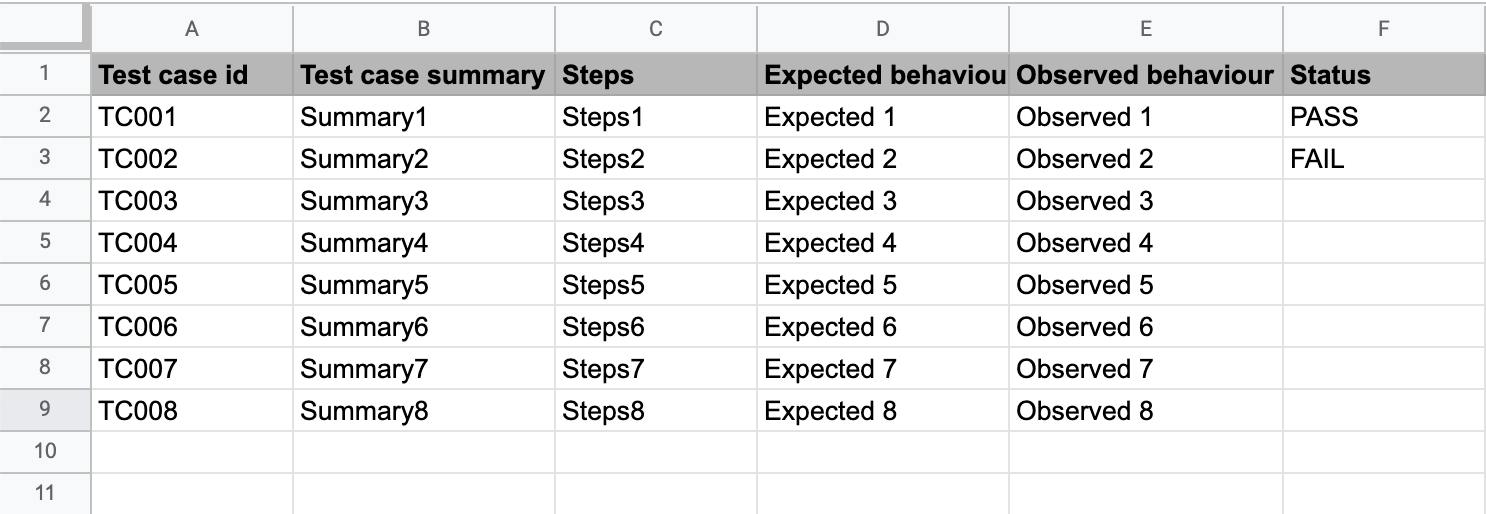 A B C D E F
1 Test case id Test case summary Steps Expected behaviou Observed behaviour Status
2 TC001 Summary1 Steps1 Expected 1 Observed 1 PASS
3 TC002 Summary2 Steps2 Expected 2 Observed 2 FAIL
4 TC003 Summary3 Steps3 Expected 3 Observed 3
5 TC004 Summary4 Steps4 Expected 4 Observed 4
6 TC005 Summary5 Steps5 Expected 5 Observed 5
7 TC006 Summary6 Steps6 Expected 6 Observed 6
8 TC007 Summary7 Steps7 Expected 7 Observed 7
9 TC008 Summary8 Steps8 Expected 8 Observed 8
10
11